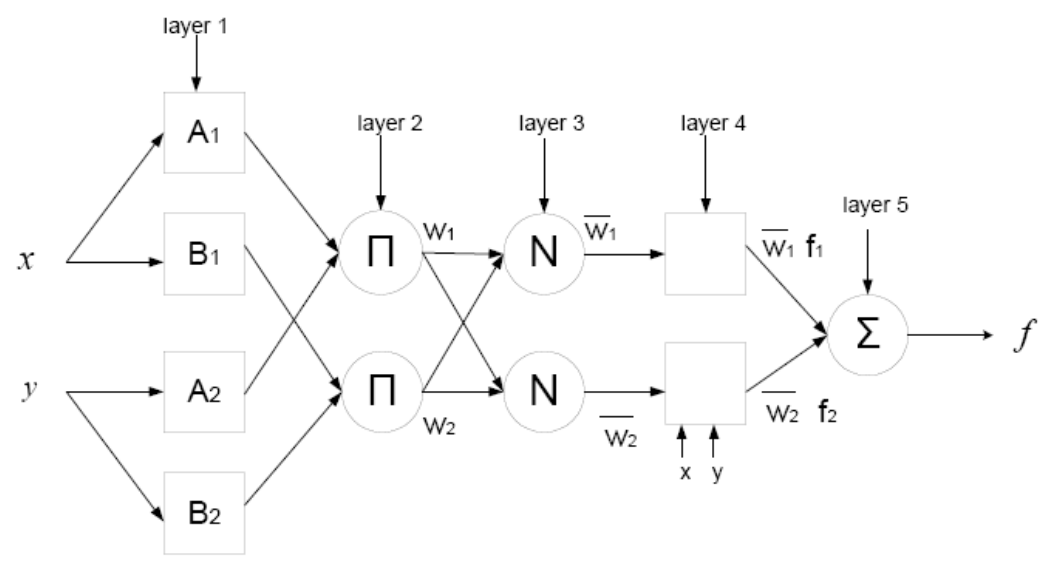 layer 1
A1
layer 2
layer 3
layer 4
layer 5
x
B1
Π
w1
N
w̅1
w̅1 f1
Σ
f
y
A2
Π
w2
N
w̅2
w̅2 f2
x y
B2